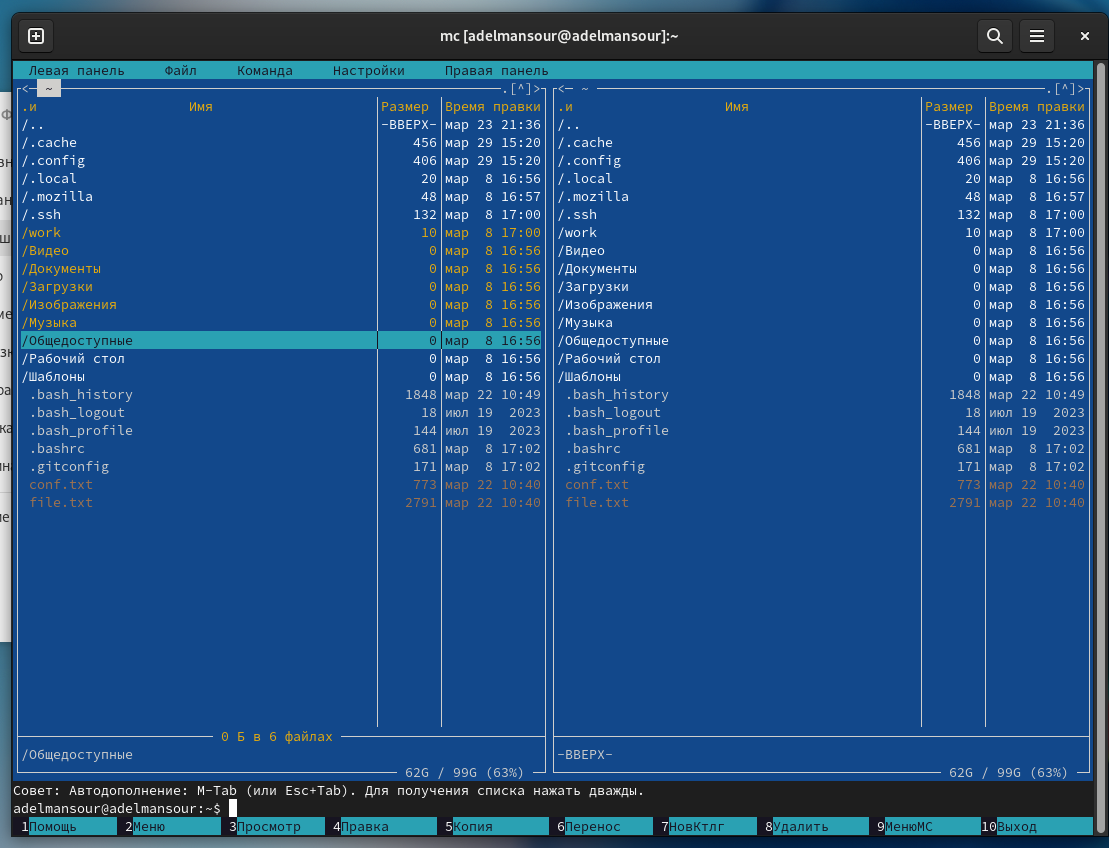 mc [adelmansour@adelmansour]:~
Левая панель Файл Команда Настройки Правая панель
<─ ~ .[^]>
.и Имя Размер Время правки
/.. -ВВЕРХ- мар 23 21:36
/.cache 456 мар 29 15:20
/.config 406 мар 29 15:20
/.local 20 мар 8 16:56
/.mozilla 48 мар 8 16:57
/.ssh 132 мар 8 17:00
/work 10 мар 8 17:00
/Видео 0 мар 8 16:56
/Документы 0 мар 8 16:56
/Загрузки 0 мар 8 16:56
/Изображения 0 мар 8 16:56
/Музыка 0 мар 8 16:56
/Общедоступные 0 мар 8 16:56
/Рабочий стол 0 мар 8 16:56
/Шаблоны 0 мар 8 16:56
.bash_history 1848 мар 22 10:49
.bash_logout 18 июл 19 2023
.bash_profile 144 июл 19 2023
.bashrc 681 мар 8 17:02
.gitconfig 171 мар 8 17:02
conf.txt 773 мар 22 10:40
file.txt 2791 мар 22 10:40
0 Б в 6 файлах
/Общедоступные
62G / 99G (63%)
<─ ~ .[^]>
.и Имя Размер Время правки
/.. -ВВЕРХ- мар 23 21:36
/.cache 456 мар 29 15:20
/.config 406 мар 29 15:20
/.local 20 мар 8 16:56
/.mozilla 48 мар 8 16:57
/.ssh 132 мар 8 17:00
/work 10 мар 8 17:00
/Видео 0 мар 8 16:56
/Документы 0 мар 8 16:56
/Загрузки 0 мар 8 16:56
/Изображения 0 мар 8 16:56
/Музыка 0 мар 8 16:56
/Общедоступные 0 мар 8 16:56
/Рабочий стол 0 мар 8 16:56
/Шаблоны 0 мар 8 16:56
.bash_history 1848 мар 22 10:49
.bash_logout 18 июл 19 2023
.bash_profile 144 июл 19 2023
.bashrc 681 мар 8 17:02
.gitconfig 171 мар 8 17:02
conf.txt 773 мар 22 10:40
file.txt 2791 мар 22 10:40
-ВВЕРХ-
62G / 99G (63%)
Совет: Автодополнение: M-Tab (или Esc+Tab). Для получения списка нажать дважды.
adelmansour@adelmansour:~$
1Помощь 2Меню 3Просмотр 4Правка 5Копия 6Перенос 7НовКтлг 8Удалить 9МенюМС 10Выход